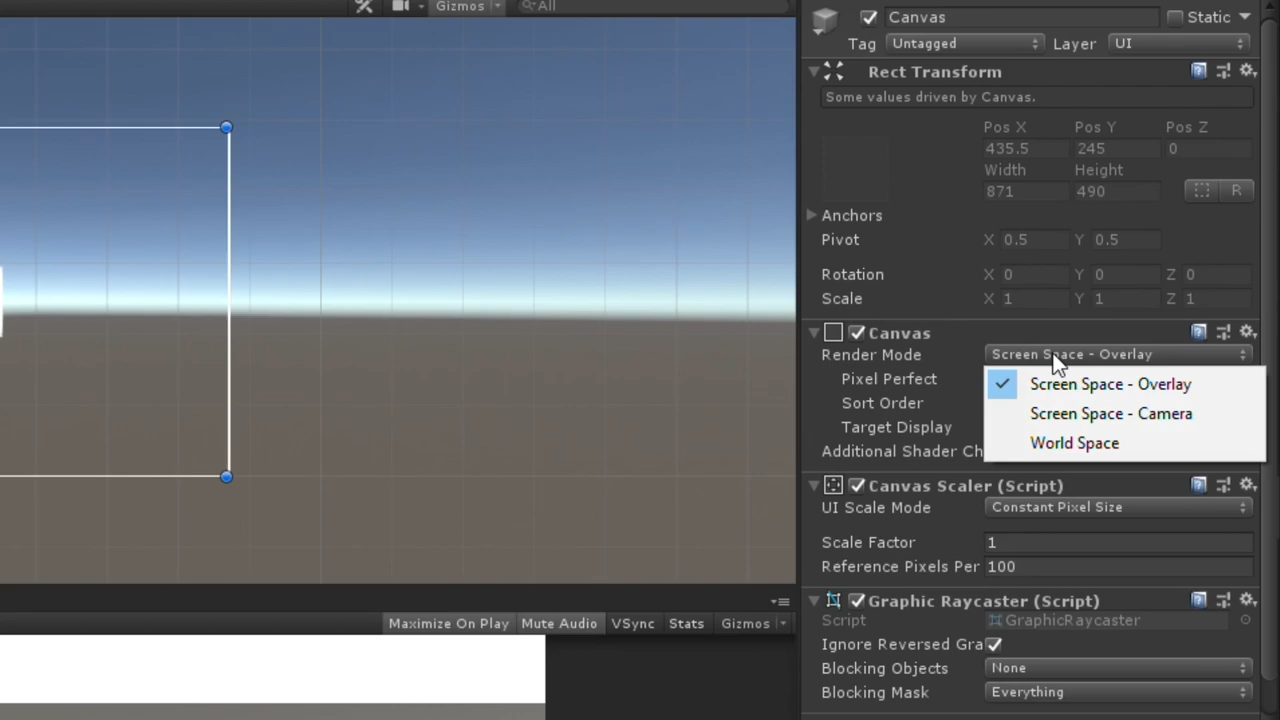 Gizmos All
Canvas Static
Tag Untagged Layer UI
Rect Transform
Some values driven by Canvas.
Pos X Pos Y Pos Z
435.5 245 0
Width Height
871 490 R
Anchors
Pivot X 0.5 Y 0.5
Rotation X 0 Y 0 Z 0
Scale X 1 Y 1 Z 1
Canvas
Render Mode Screen Space - Overlay
Pixel Perfect
Screen Space - Overlay
Sort Order
Screen Space - Camera
Target Display
World Space
Additional Shader Ch
Canvas Scaler (Script)
UI Scale Mode Constant Pixel Size
Scale Factor 1
Reference Pixels Per 100
Graphic Raycaster (Script)
Script GraphicRaycaster
Maximize On Play Mute Audio VSync Stats Gizmos
Ignore Reversed Gra
Blocking Objects None
Blocking Mask Everything